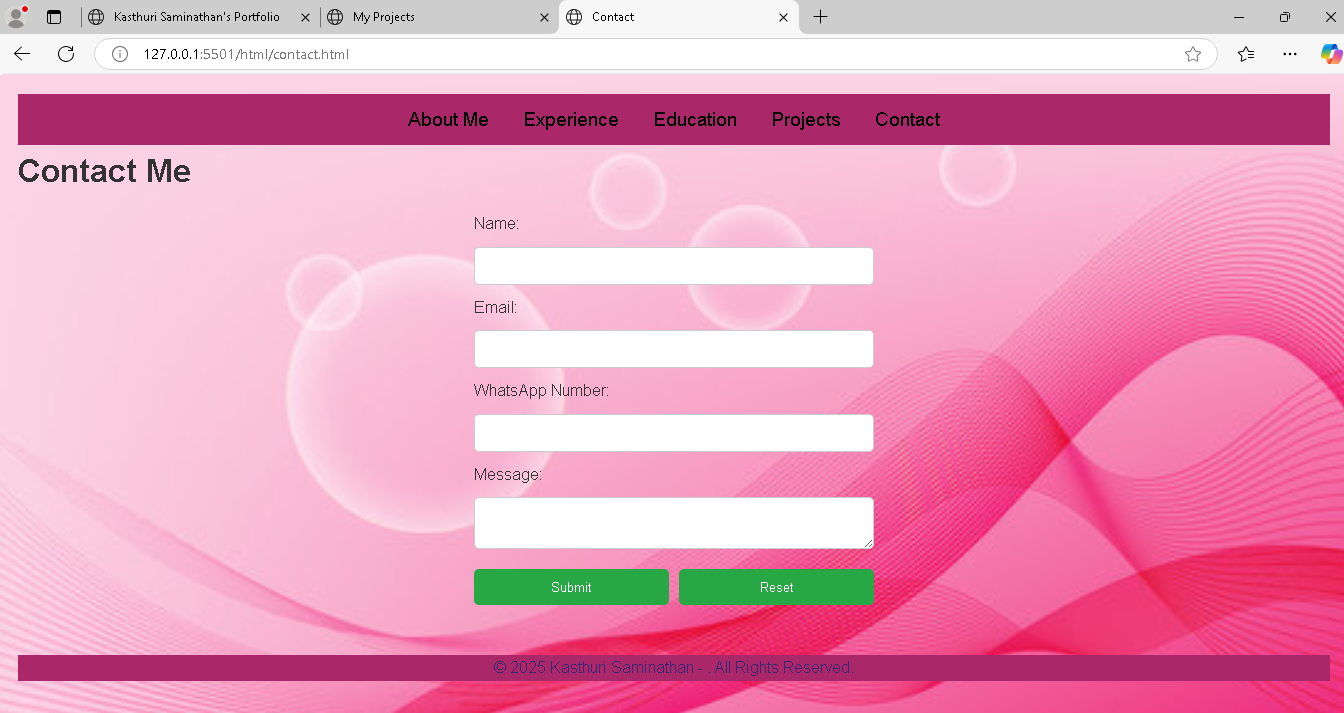 Kasthuri Saminathan's Portfolio My Projects Contact
127.0.0.1:5501/html/contact.html
About Me Experience Education Projects Contact
Contact Me
Name:
Email:
WhatsApp Number:
Message:
Submit Reset
© 2025 Kasthuri Saminathan - . All Rights Reserved.